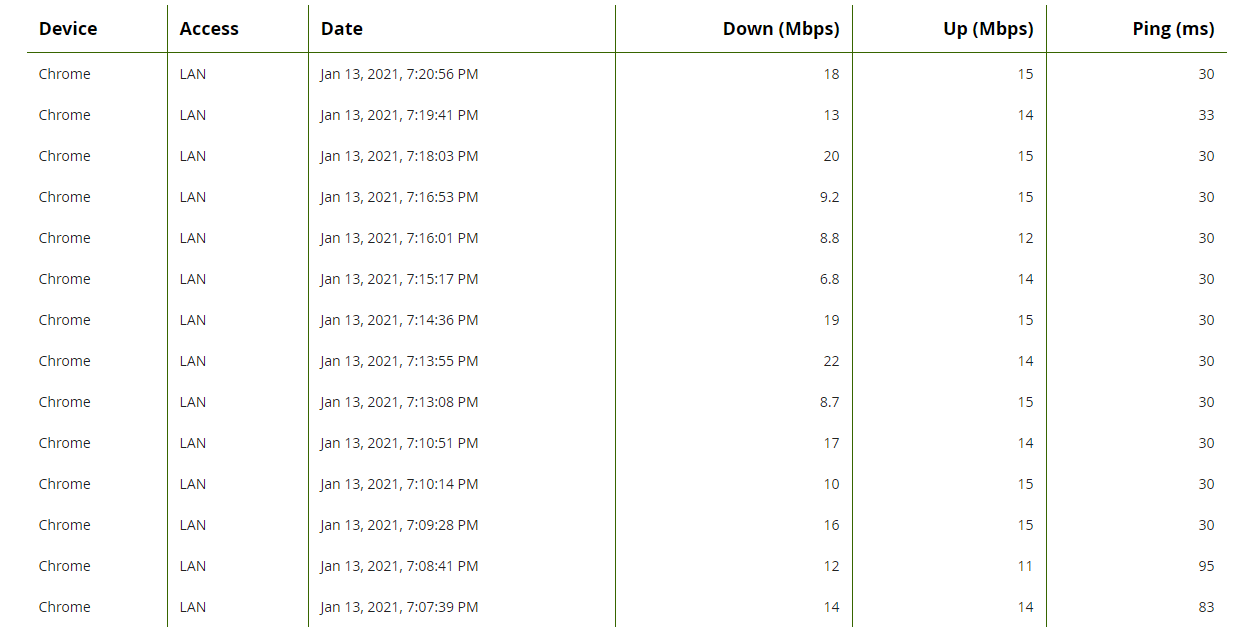 Device Access Date Down (Mbps) Up (Mbps) Ping (ms)
Chrome LAN Jan 13, 2021, 7:20:56 PM 18 15 30
Chrome LAN Jan 13, 2021, 7:19:41 PM 13 14 33
Chrome LAN Jan 13, 2021, 7:18:03 PM 20 15 30
Chrome LAN Jan 13, 2021, 7:16:53 PM 9.2 15 30
Chrome LAN Jan 13, 2021, 7:16:01 PM 8.8 12 30
Chrome LAN Jan 13, 2021, 7:15:17 PM 6.8 14 30
Chrome LAN Jan 13, 2021, 7:14:36 PM 19 15 30
Chrome LAN Jan 13, 2021, 7:13:55 PM 22 14 30
Chrome LAN Jan 13, 2021, 7:13:08 PM 8.7 15 30
Chrome LAN Jan 13, 2021, 7:10:51 PM 17 14 30
Chrome LAN Jan 13, 2021, 7:10:14 PM 10 15 30
Chrome LAN Jan 13, 2021, 7:09:28 PM 16 15 30
Chrome LAN Jan 13, 2021, 7:08:41 PM 12 11 95
Chrome LAN Jan 13, 2021, 7:07:39 PM 14 14 83